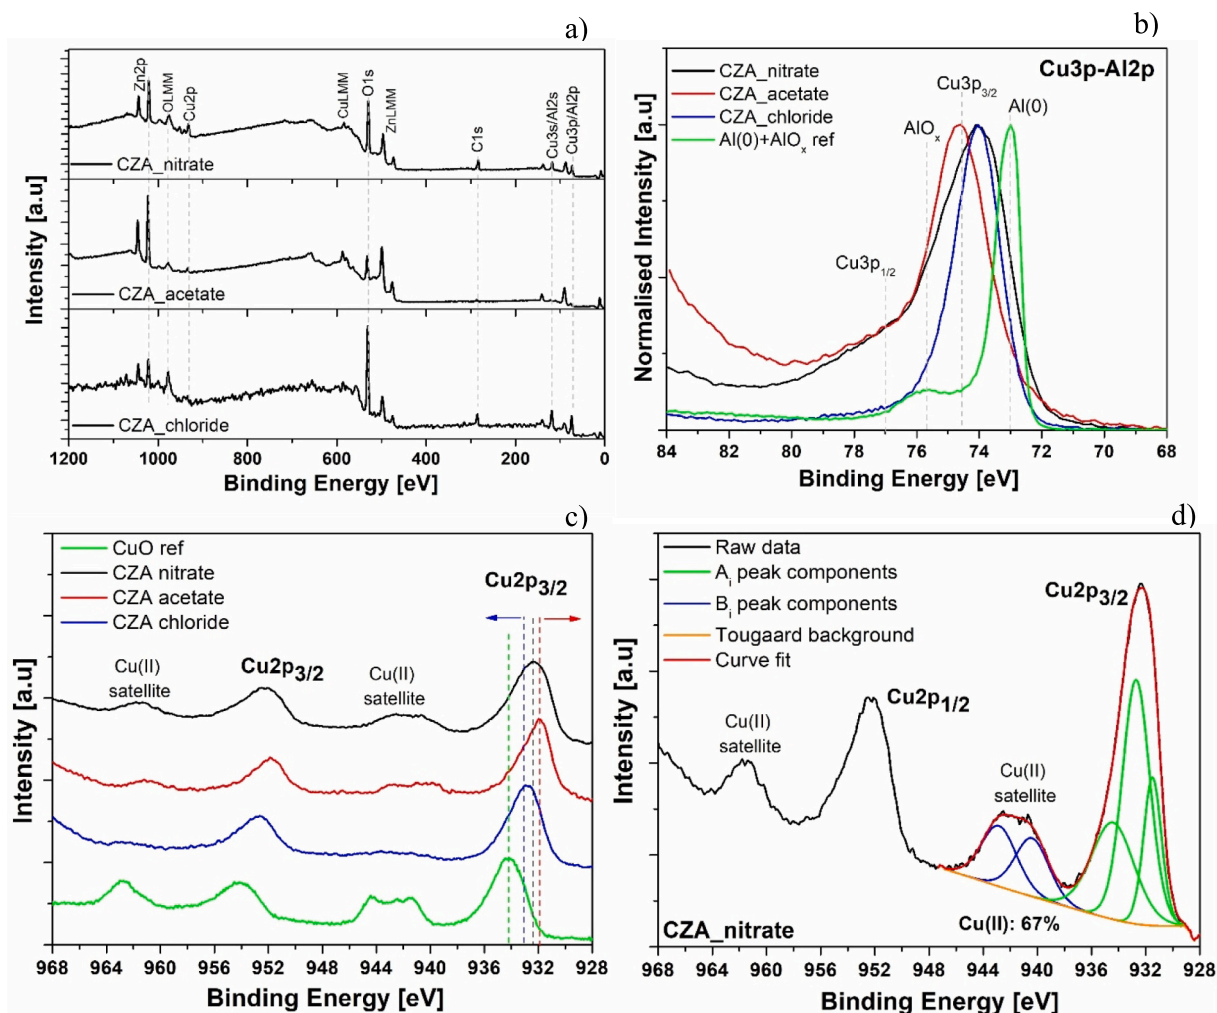 a)
Zn2p
OLMM
Cu2p
CuLMM
O1s
ZnLMM
C1s
Cu3s/Al2s
Cu3p/Al2p
CZA_nitrate
CZA_acetate
CZA_chloride
Intensity [a.u]
1200 1000 800 600 400 200 0
Binding Energy [eV]
b)
CZA_nitrate
CZA_acetate
CZA_chloride
Al(0)+AlOx ref
Cu3p-Al2p
Cu3p3/2
Al(0)
AlOx
Cu3p1/2
Normalised Intensity [a.u]
84 82 80 78 76 74 72 70 68
Binding Energy [eV]
c)
CuO ref
CZA nitrate
CZA acetate
CZA chloride
Cu2p3/2
Cu(II)
satellite
Cu2p3/2
Cu(II)
satellite
Intensity [a.u]
968 964 960 956 952 948 944 940 936 932 928
Binding Energy [eV]
d)
Raw data
Ai peak components
Bi peak components
Tougaard background
Curve fit
Cu2p3/2
Cu2p1/2
Cu(II)
satellite
Cu(II)
satellite
CZA_nitrate
Cu(II): 67%
Intensity [a.u]
968 964 960 956 952 948 944 940 936 932 928
Binding Energy [eV]